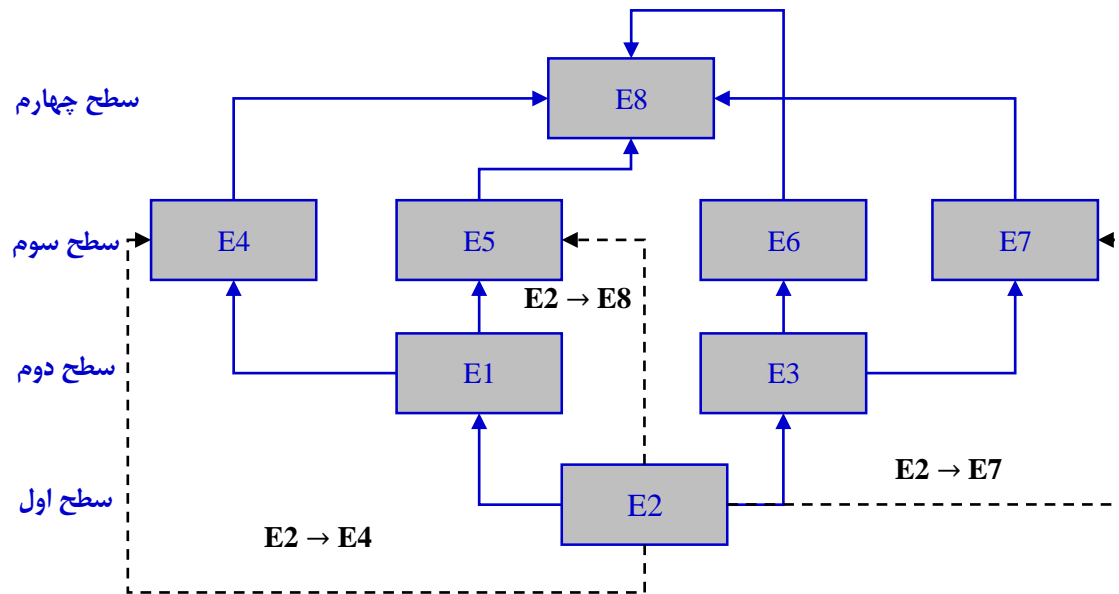 سطح چهارم
E8
سطح سوم
E4
E5
E6
E7
E2 → E8
سطح دوم
E1
E3
سطح اول
E2
E2 → E7
E2 → E4